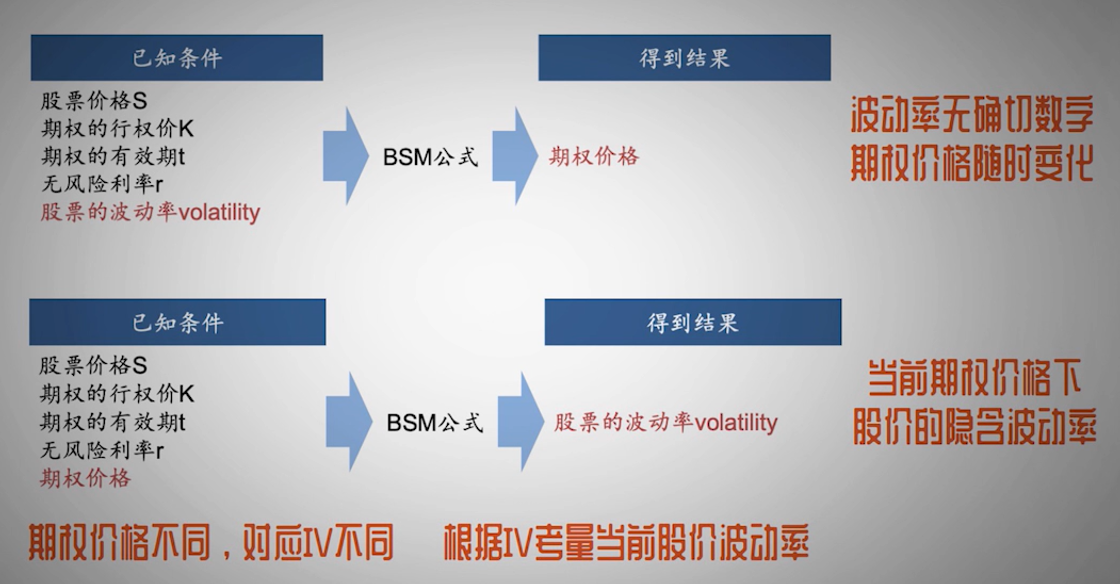 已知条件
得到结果
股票价格S
期权的行权价K
期权的有效期t
无风险利率r
股票的波动率volatility
BSM公式
期权价格
波动率无确切数字
期权价格随时变化
已知条件
得到结果
股票价格S
期权的行权价K
期权的有效期t
无风险利率r
期权价格
BSM公式
股票的波动率volatility
当前期权价格下
股价的隐含波动率
期权价格不同，对应IV不同
根据IV考量当前股价波动率